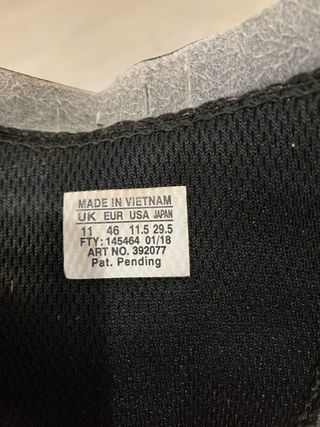 MADE IN VIETNAM
UK EUR USA JAPAN
11 46 11.5 29.5
FTY: 145464 01/18
ART NO. 392077
Pat. Pending